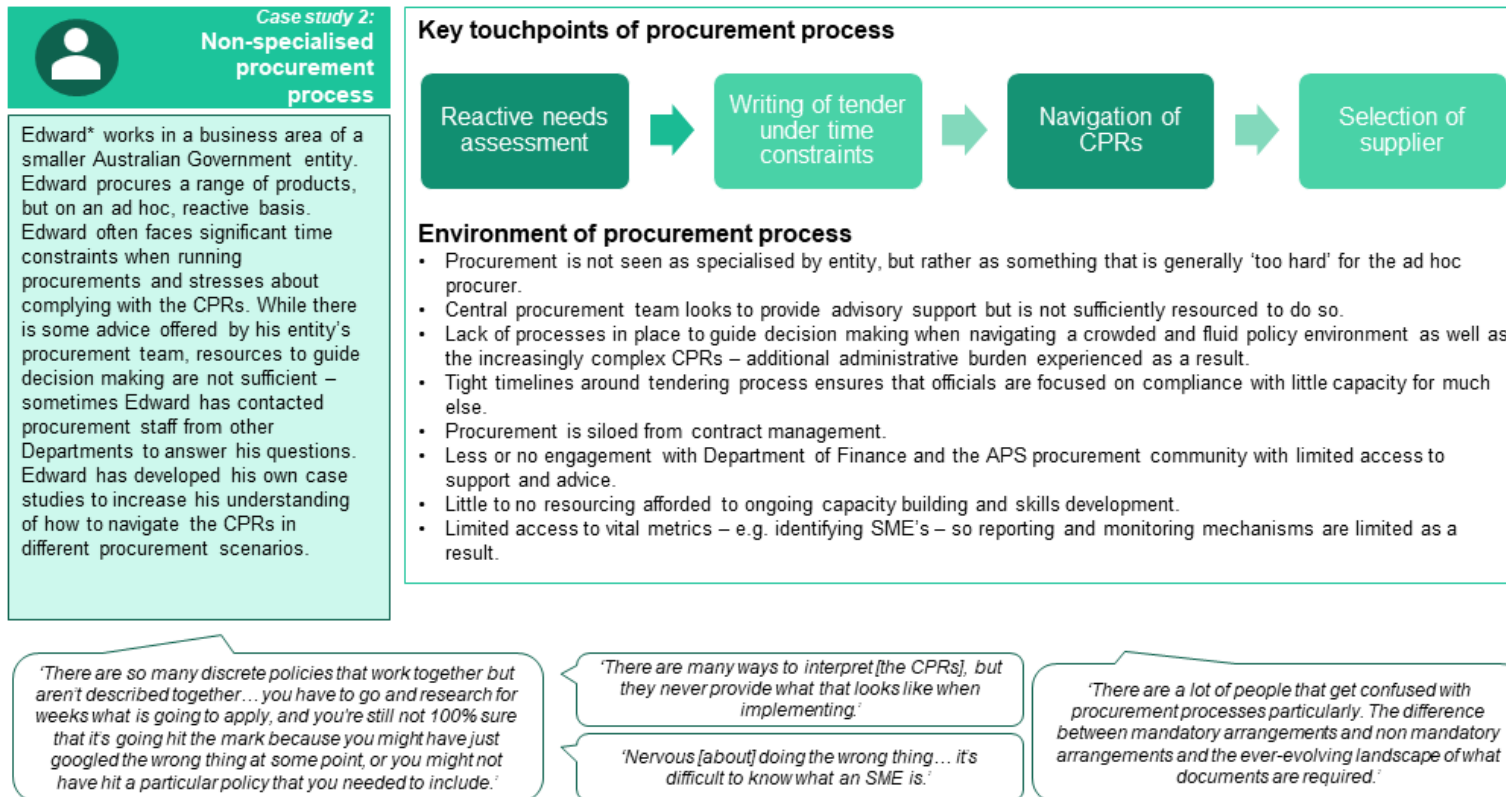 Case study 2:
Non-specialised
procurement
process
Edward* works in a business area of a
smaller Australian Government entity.
Edward procures a range of products,
but on an ad hoc, reactive basis.
Edward often faces significant time
constraints when running
procurements and stresses about
complying with the CPRs. While there
is some advice offered by his entity's
procurement team, resources to guide
decision making are not sufficient –
sometimes Edward has contacted
procurement staff from other
Departments to answer his questions.
Edward has developed his own case
studies to increase his understanding
of how to navigate the CPRs in
different procurement scenarios.
Key touchpoints of procurement process
Reactive needs
assessment
Writing of tender
under time
constraints
Navigation of
CPRs
Selection of
supplier
Environment of procurement process
• Procurement is not seen as specialised by entity, but rather as something that is generally 'too hard' for the ad hoc
procurer.
• Central procurement team looks to provide advisory support but is not sufficiently resourced to do so.
• Lack of processes in place to guide decision making when navigating a crowded and fluid policy environment as well as
the increasingly complex CPRs – additional administrative burden experienced as a result.
• Tight timelines around tendering process ensures that officials are focused on compliance with little capacity for much
else.
• Procurement is siloed from contract management.
• Less or no engagement with Department of Finance and the APS procurement community with limited access to
support and advice.
• Little to no resourcing afforded to ongoing capacity building and skills development.
• Limited access to vital metrics – e.g. identifying SME's – so reporting and monitoring mechanisms are limited as a
result.
'There are so many discrete policies that work together but
aren't described together… you have to go and research for
weeks what is going to apply, and you're still not 100% sure
that it's going hit the mark because you might have just
googled the wrong thing at some point, or you might not
have hit a particular policy that you needed to include.'
'There are many ways to interpret [the CPRs], but
they never provide what that looks like when
implementing.'
'Nervous [about] doing the wrong thing… it's
difficult to know what an SME is.'
'There are a lot of people that get confused with
procurement processes particularly. The difference
between mandatory arrangements and non mandatory
arrangements and the ever-evolving landscape of what
documents are required.'